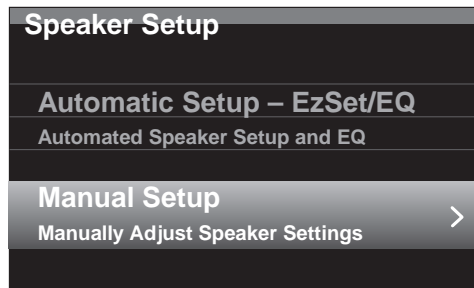 Speaker Setup
Automatic Setup – EzSet/EQ
Automated Speaker Setup and EQ
Manual Setup
Manually Adjust Speaker Settings